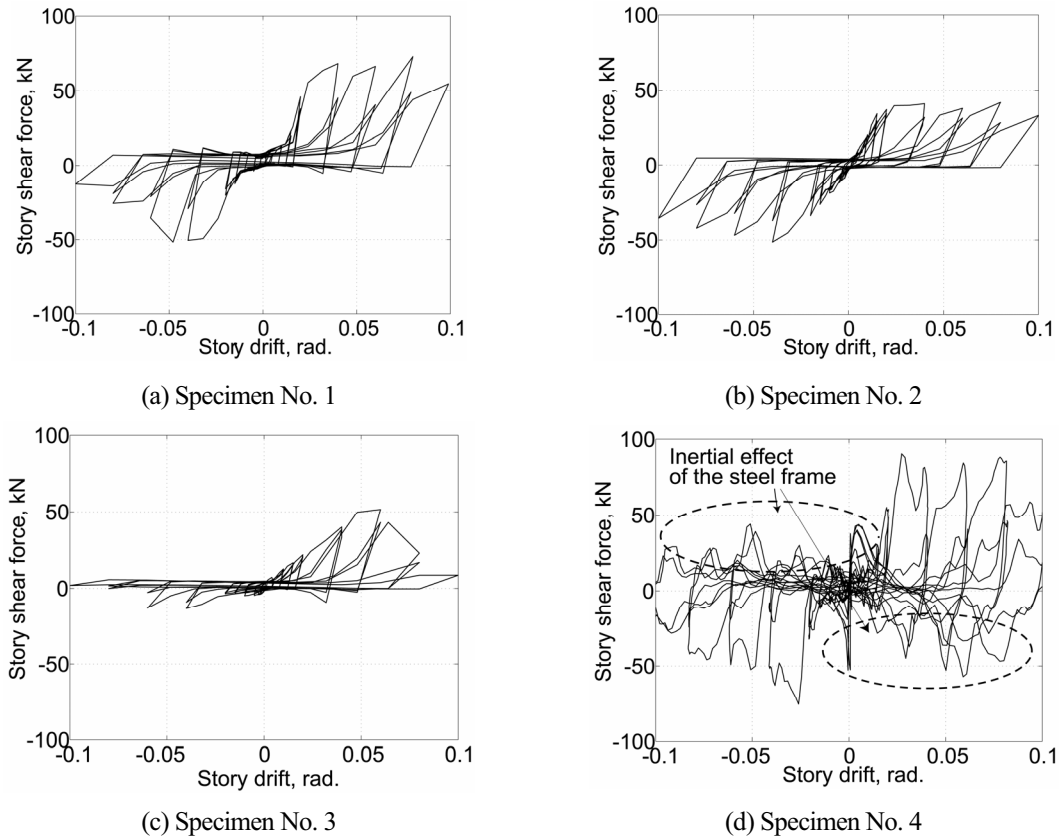 100
50
0
-50
-100
Story shear force, kN
-0.1
-0.05
0
0.05
0.1
Story drift, rad.
(a) Specimen No. 1
100
50
0
-50
-100
Story shear force, kN
-0.1
-0.05
0
0.05
0.1
Story drift, rad.
(b) Specimen No. 2
100
50
0
-50
-100
Story shear force, kN
-0.1
-0.05
0
0.05
0.1
Story drift, rad.
(c) Specimen No. 3
100
50
0
-50
-100
Story shear force, kN
Inertial effect
of the steel frame
-0.1
-0.05
0
0.05
0.1
Story drift, rad.
(d) Specimen No. 4